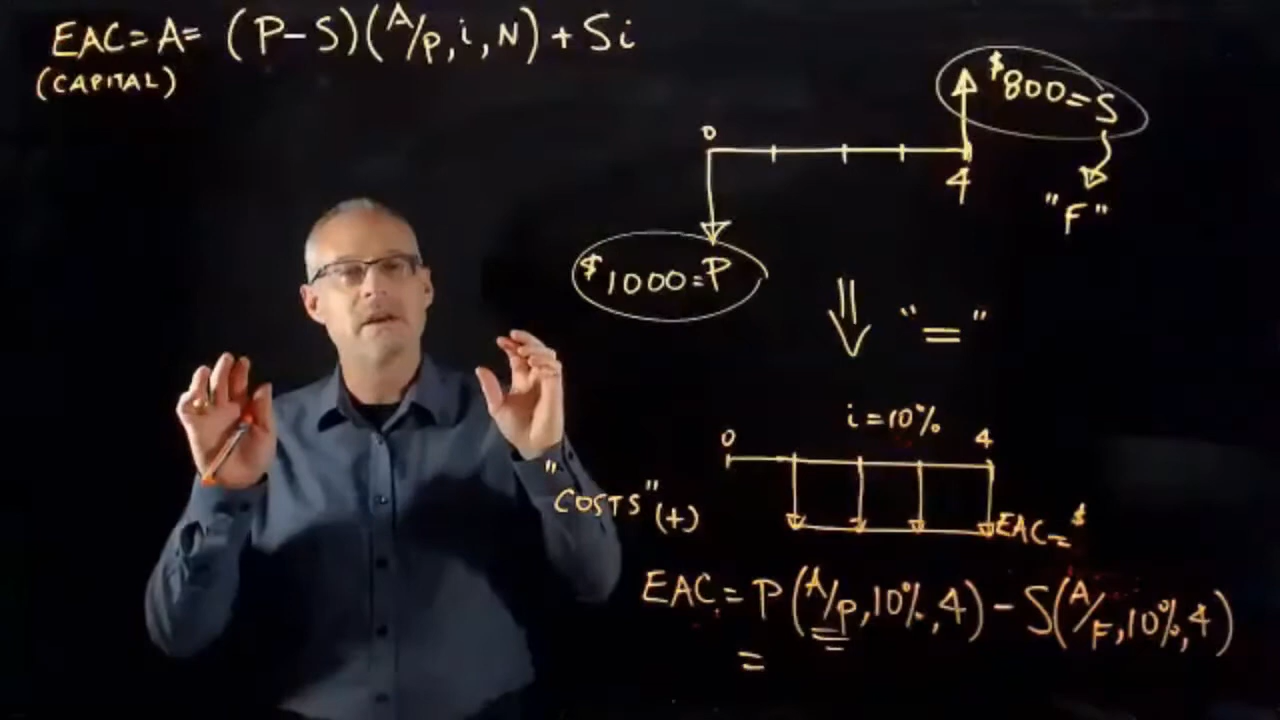 EAC = A = (P-S)(A/P, i, N) + Si
(CAPITAL)
$800 = S
0
4
"F"
$1000 = P
"="
i = 10%
0
4
"COSTS" (+)
EAC = $
EAC = P(A/P, 10%, 4) - S(A/F, 10%, 4)
=